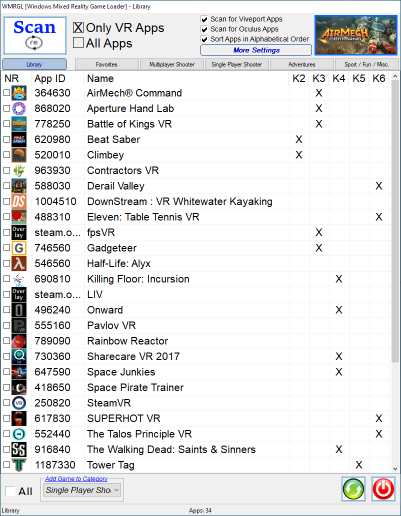 WMRGL [Windows Mixed Reality Game Loader] - Library
Scan
F5
X Only VR Apps
All Apps
Scan for Viveport Apps
Scan for Oculus Apps
Sort Apps in Alphabetical Order
More Settings
AIRMECH
COMMAND
Library Favorites Multiplayer Shooter Single Player Shooter Adventures Sport / Fun / Misc.
NR App ID Name K2 K3 K4 K5 K6
364630 AirMech® Command X
868020 Aperture Hand Lab X
778250 Battle of Kings VR X
620980 Beat Saber X
520010 Climbey X
963930 Contractors VR
588030 Derail Valley X
1004510 DownStream : VR Whitewater Kayaking
488310 Eleven: Table Tennis VR X
Over lay steam.o... fpsVR X
746560 Gadgeteer X
546560 Half-Life: Alyx
690810 Killing Floor: Incursion X
Over lay steam.o... LIV
496240 Onward X
555160 Pavlov VR
789090 Rainbow Reactor
730360 Sharecare VR 2017 X
647590 Space Junkies X
418650 Space Pirate Trainer
VR 250820 SteamVR
617830 SUPERHOT VR X
552440 The Talos Principle VR X
SS 916840 The Walking Dead: Saints & Sinners X
1187330 Tower Tag X
All
Add Game to Category
Single Player Sho
Library Apps: 34